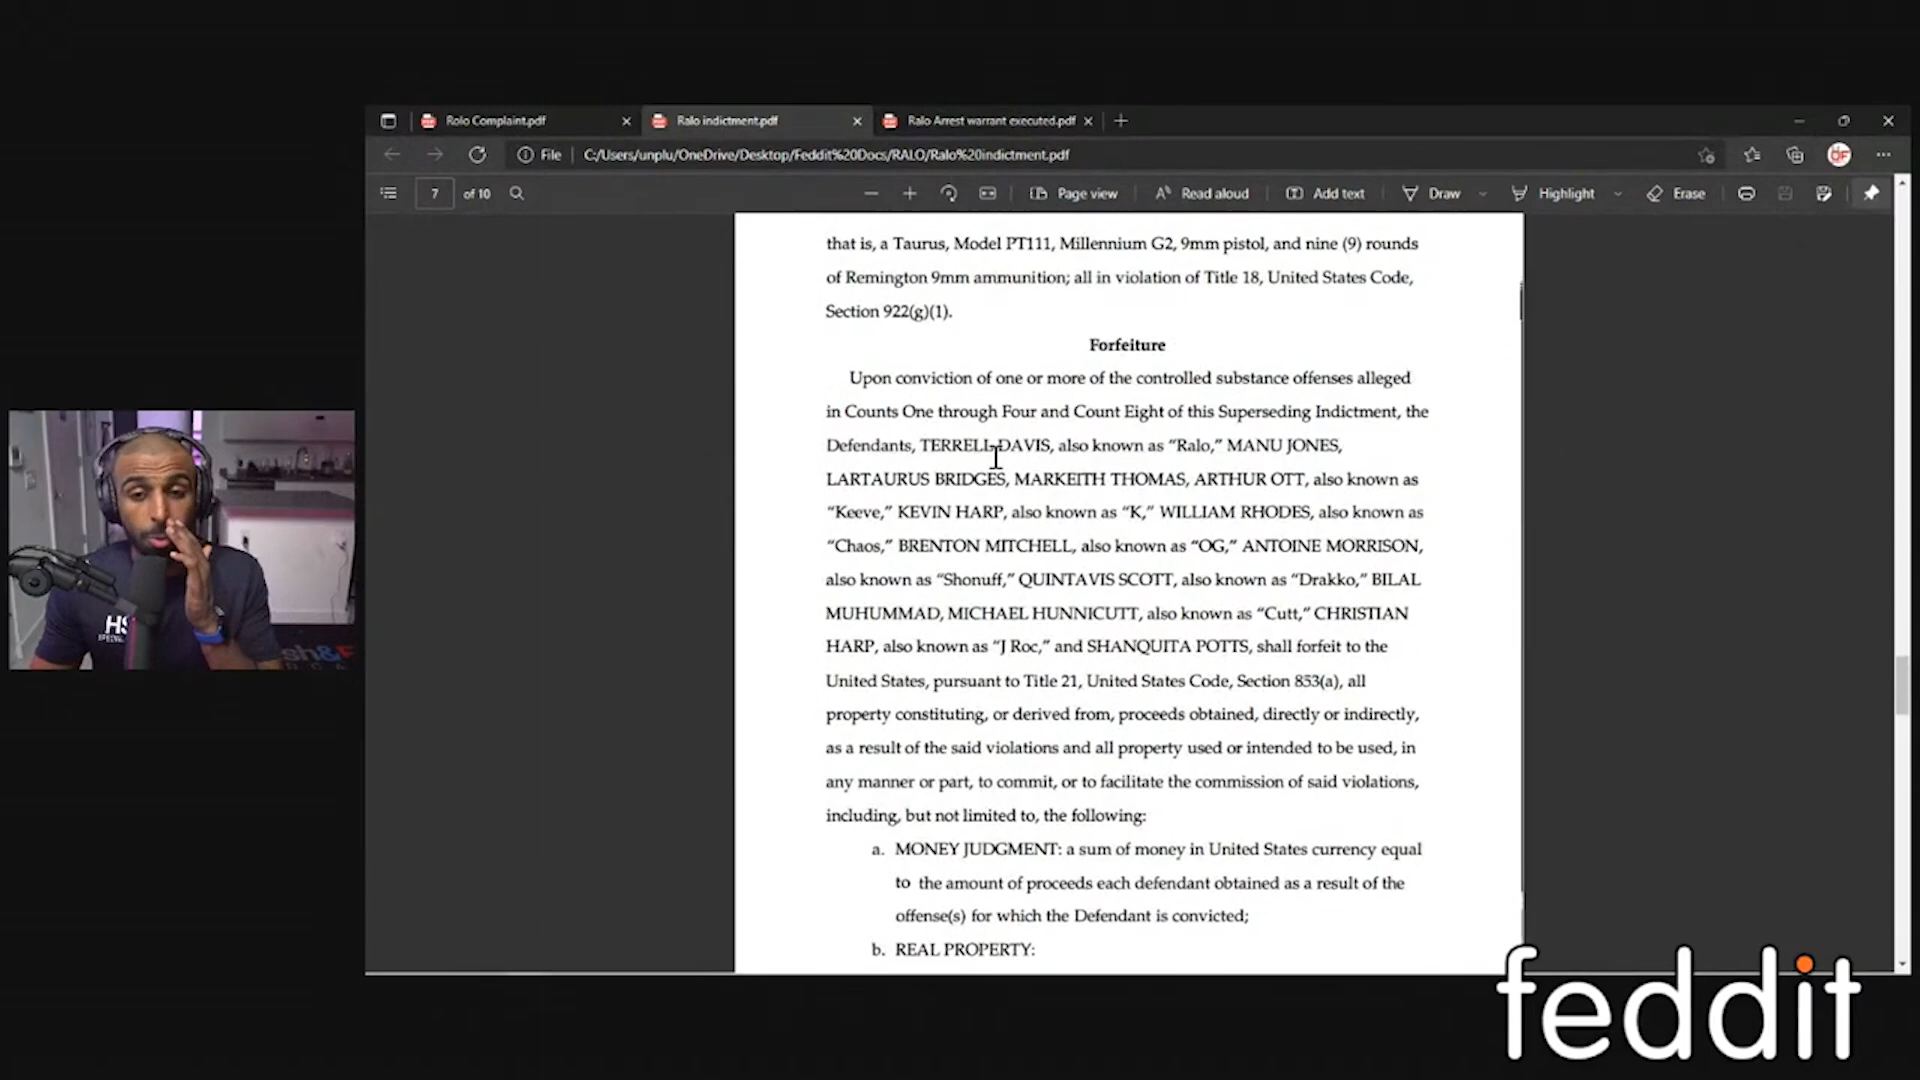 Rolo Complaint.pdf
Ralo indictment.pdf
Ralo Arrest warrant executed.pdf
File
C:/Users/unplu/OneDrive/Desktop/Feddit%20Docs/RALO/Ralo%20indictment.pdf
OF
7 of 10
Page view
Read aloud
Add text
Draw
Highlight
Erase
that is, a Taurus, Model PT111, Millennium G2, 9mm pistol, and nine (9) rounds
of Remington 9mm ammunition; all in violation of Title 18, United States Code,
Section 922(g)(1).
Forfeiture
Upon conviction of one or more of the controlled substance offenses alleged
in Counts One through Four and Count Eight of this Superseding Indictment, the
Defendants, TERRELL DAVIS, also known as “Ralo,” MANU JONES,
LARTAURUS BRIDGES, MARKEITH THOMAS, ARTHUR OTT, also known as
“Keeve,” KEVIN HARP, also known as “K,” WILLIAM RHODES, also known as
“Chaos,” BRENTON MITCHELL, also known as “OG,” ANTOINE MORRISON,
also known as “Shonuff,” QUINTAVIS SCOTT, also known as “Drakko,” BILAL
MUHUMMAD, MICHAEL HUNNICUTT, also known as “Cutt,” CHRISTIAN
HARP, also known as “J Roc,” and SHANQUITA POTTS, shall forfeit to the
United States, pursuant to Title 21, United States Code, Section 853(a), all
property constituting, or derived from, proceeds obtained, directly or indirectly,
as a result of the said violations and all property used or intended to be used, in
any manner or part, to commit, or to facilitate the commission of said violations,
including, but not limited to, the following:
a. MONEY JUDGMENT: a sum of money in United States currency equal
to the amount of proceeds each defendant obtained as a result of the
offense(s) for which the Defendant is convicted;
b. REAL PROPERTY:
HS
feddit